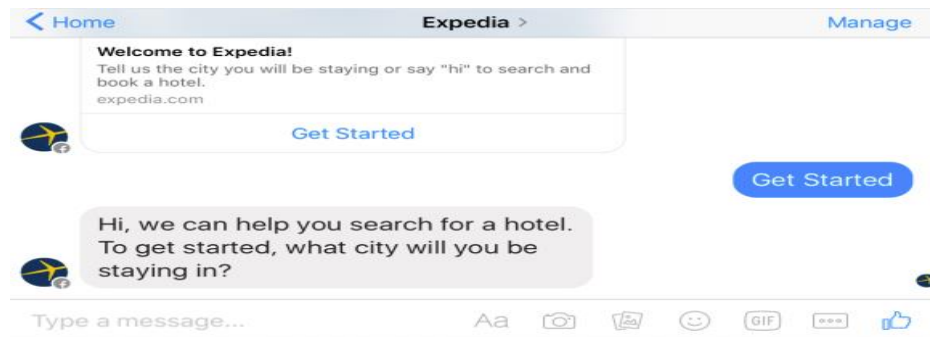 Home
Expedia >
Manage
Welcome to Expedia!
Tell us the city you will be staying or say "hi" to search and
book a hotel.
expedia.com
Get Started
Get Started
Hi, we can help you search for a hotel.
To get started, what city will you be
staying in?
Type a message...
Aa
GIF